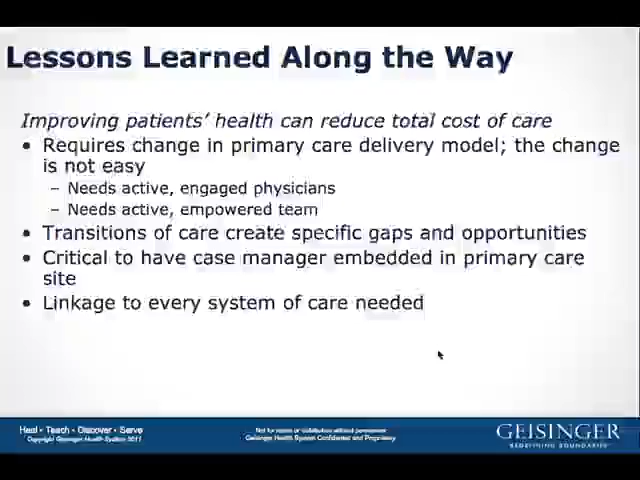 Lessons Learned Along the Way
Improving patients' health can reduce total cost of care
• Requires change in primary care delivery model; the change
is not easy
– Needs active, engaged physicians
– Needs active, empowered team
• Transitions of care create specific gaps and opportunities
• Critical to have case manager embedded in primary care
site
• Linkage to every system of care needed
Heal • Teach • Discover • Serve
Copyright Geisinger Health System 2011
Not for reuse or distribution without permission
Geisinger Health System Confidential and Proprietary
GEISINGER
REDEFINING BOUNDARIES